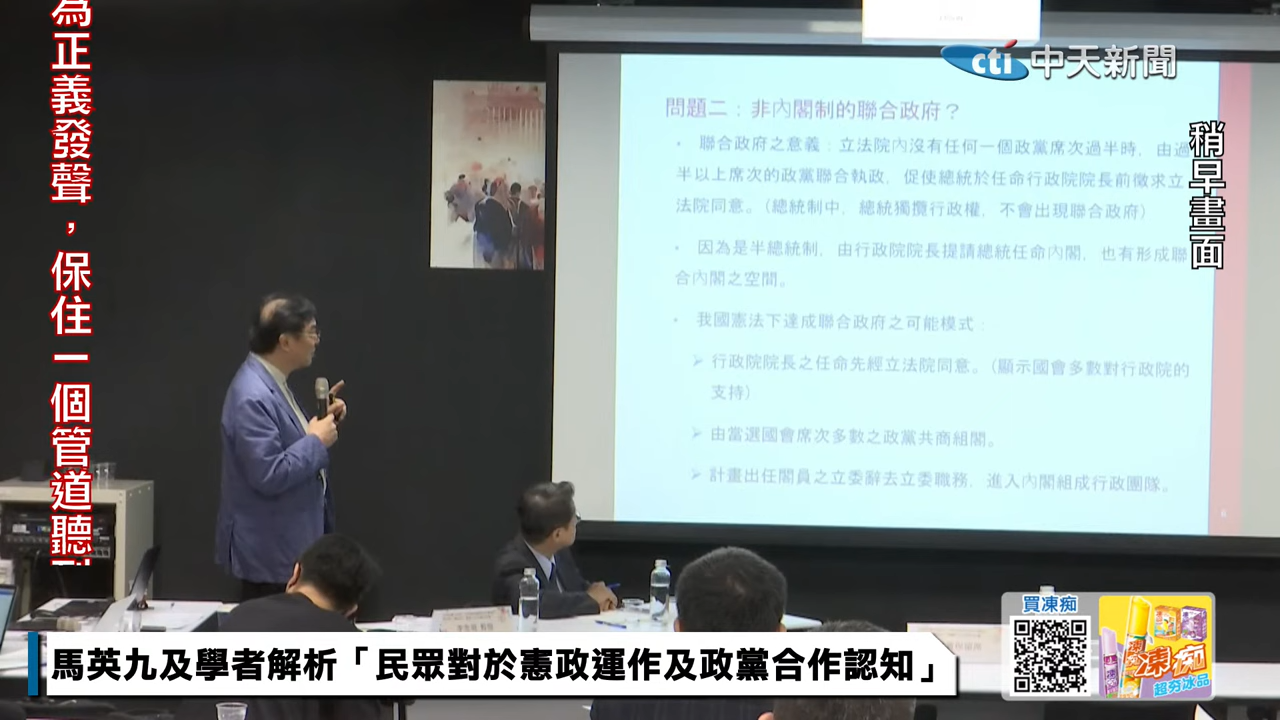 為正義發聲，保住一個管道聽
cti 中天新聞
稍早畫面
問題二：非內閣制的聯合政府？
• 聯合政府之意義：立法院內沒有任何一個政黨席次過半時，由過
半以上席次的政黨聯合執政，促使總統於任命行政院院長前徵求立
法院同意。（總統制中，總統獨攬行政權，不會出現聯合政府）
• 因為是半總統制，由行政院院長提請總統任命內閣，也有形成聯
合內閣之空間。
• 我國憲法下達成聯合政府之可能模式：
➢ 行政院院長之任命先經立法院同意。（顯示國會多數對行政院的
支持）
➢ 由當選國會席次多數之政黨共商組閣。
➢ 計畫出任閣員之立委辭去立委職務，進入內閣組成行政團隊。
買凍痴
凍痴
超夯冰品
馬英九及學者解析「民眾對於憲政運作及政黨合作認知」